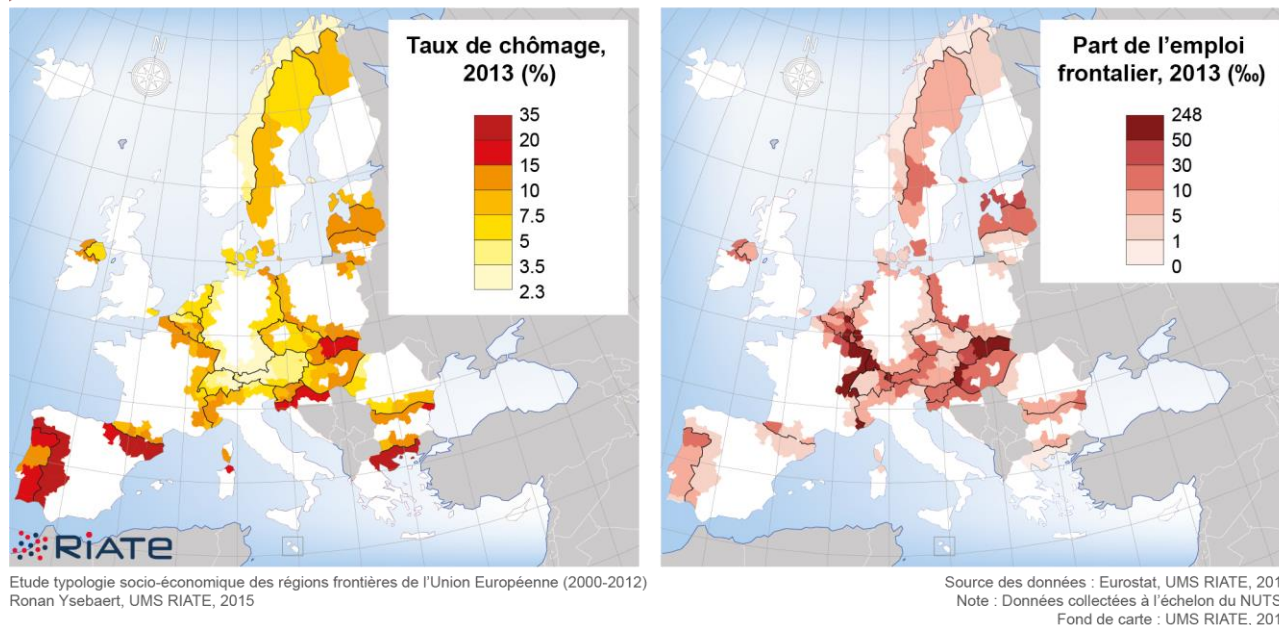 Taux de chômage,
2013 (%)
35
20
15
10
7.5
5
3.5
2.3
N
RIATE
Etude typologie socio-économique des régions frontières de l'Union Européenne (2000-2012)
Ronan Ysebaert, UMS RIATE, 2015
Part de l'emploi
frontalier, 2013 (‰)
248
50
30
10
5
1
0
N
Source des données : Eurostat, UMS RIATE, 201
Note : Données collectées à l'échelon du NUTS
Fond de carte : UMS RIATE, 201